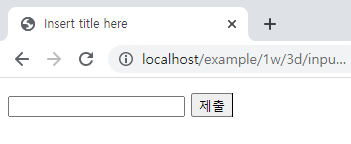 Insert title here
localhost/example/1w/3d/inpu...
제출